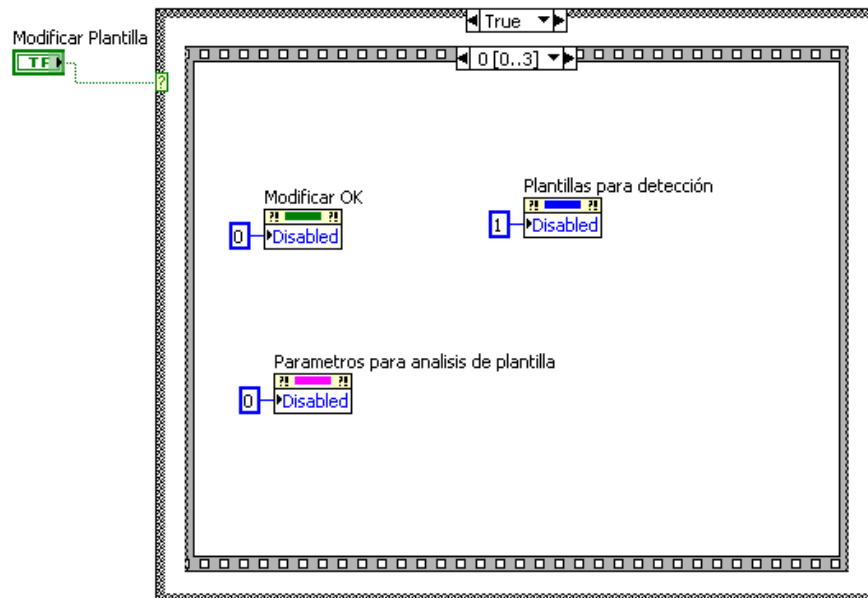 True
Modificar Plantilla
TF
?
0 [0..3]
Modificar OK
?! ?!
0 Disabled
Plantillas para detección
?! ?!
1 Disabled
Parametros para analisis de plantilla
?! ?!
0 Disabled